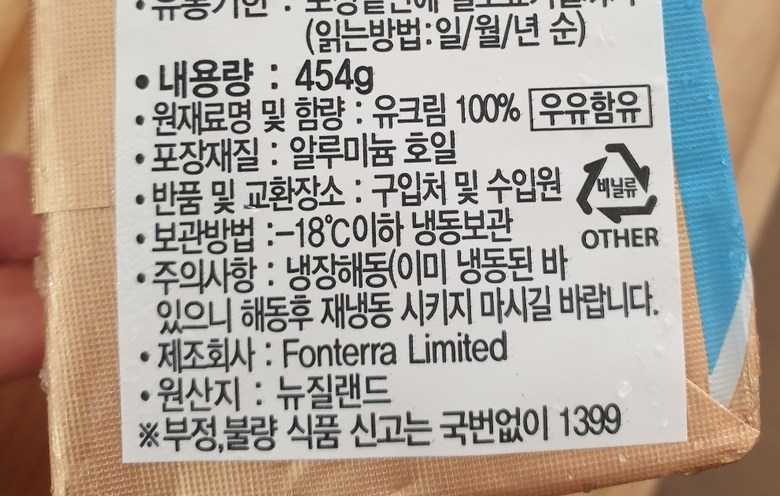 • 유통기한 :
(읽는방법:일/월/년 순)
• 내용량 : 454g
• 원재료명 및 함량 : 유크림 100% 우유함유
• 포장재질 : 알루미늄 호일
• 반품 및 교환장소 : 구입처 및 수입원
비닐류
• 보관방법 :-18℃이하 냉동보관
OTHER
• 주의사항 : 냉장해동(이미 냉동된 바
있으니 해동후 재냉동 시키지 마시길 바랍니다.
• 제조회사 : Fonterra Limited
• 원산지 : 뉴질랜드
※부정,불량 식품 신고는 국번없이 1399